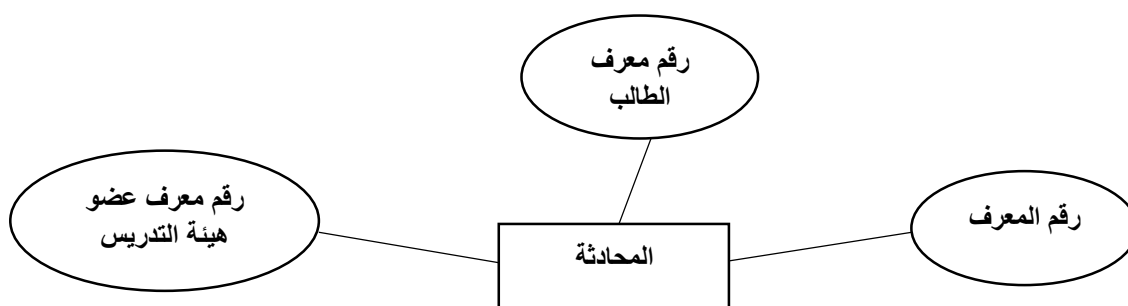 رقم معرف
الطالب
رقم المعرف
رقم معرف عضو
هيئة التدريس
المحادثة